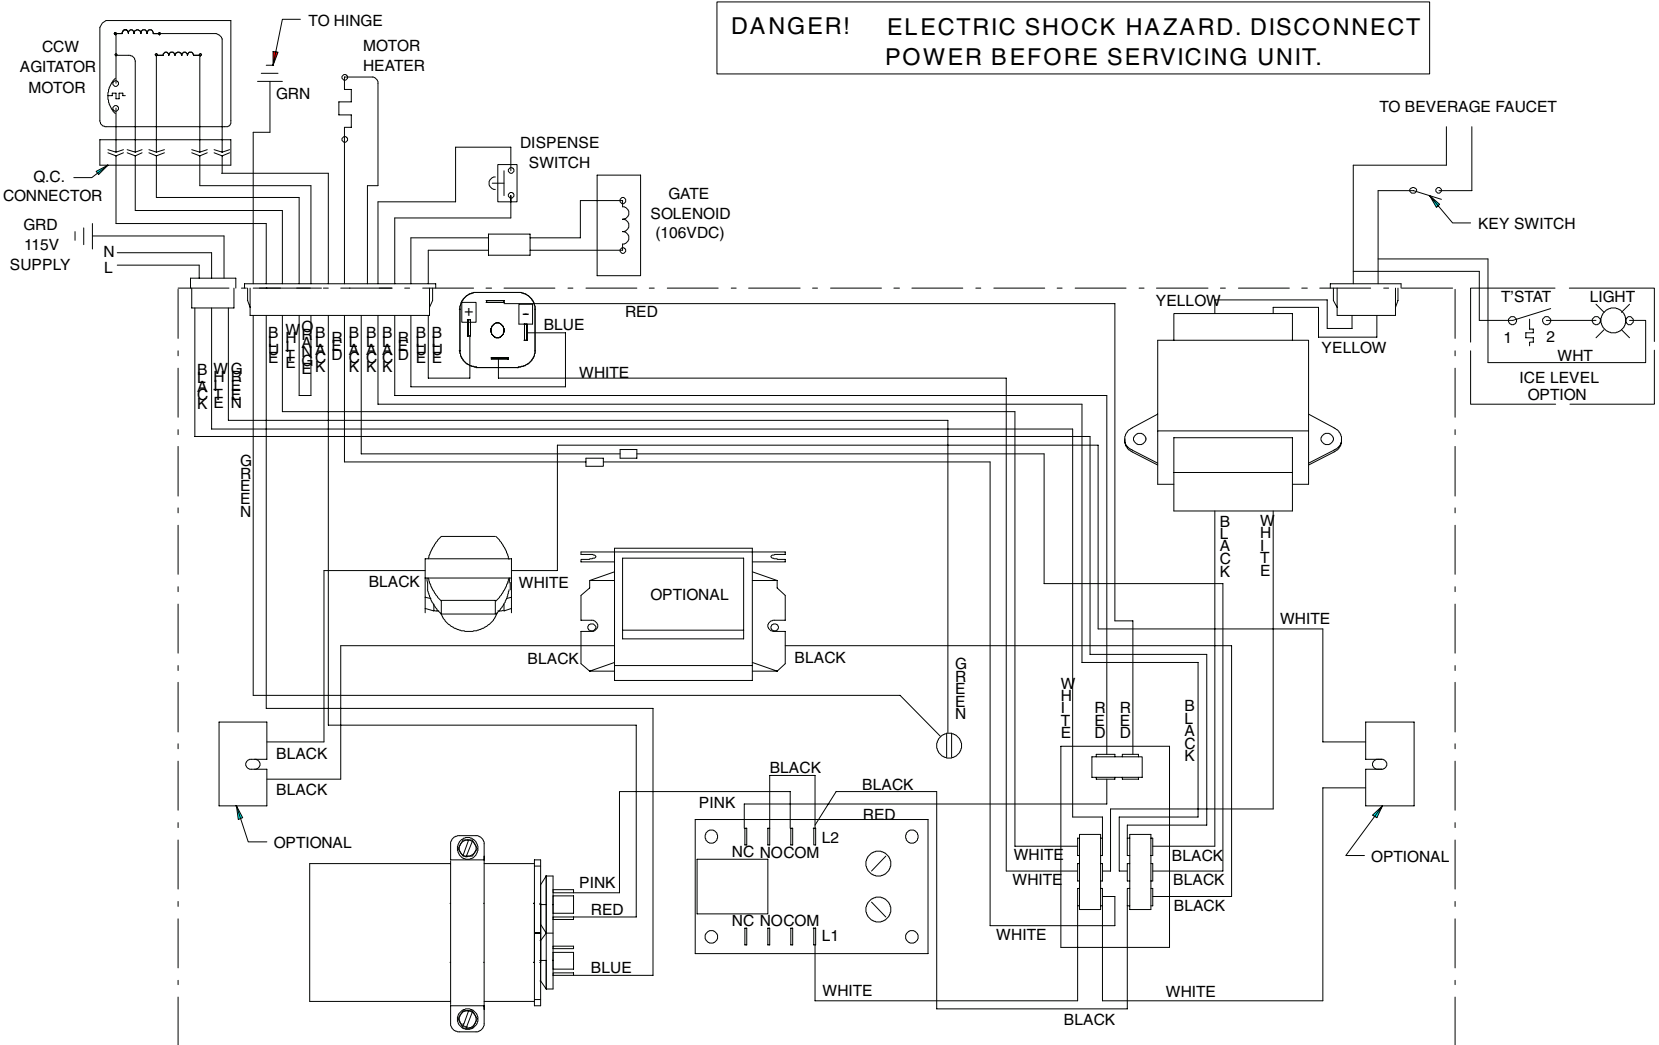 DANGER! ELECTRIC SHOCK HAZARD. DISCONNECT
POWER BEFORE SERVICING UNIT.
TO HINGE
CCW
AGITATOR
MOTOR
MOTOR
HEATER
GRN
TO BEVERAGE FAUCET
DISPENSE
SWITCH
Q.C.
CONNECTOR
GATE
SOLENOID
(106VDC)
KEY SWITCH
GRD
115V
SUPPLY
N
L
T'STAT
LIGHT
1
2
WHT
ICE LEVEL
OPTION
YELLOW
YELLOW
RED
+
-
BLUE
WHITE
BLUE
WHITE
ORANGE
BLACK
RED
BLACK
BLACK
BLACK
RED
BLUE
BLUE
BLACK
WHITE
GREEN
GREEN
BLACK
WHITE
BLACK
WHITE
OPTIONAL
WHITE
BLACK
BLACK
GREEN
WHITE
RED
RED
BLACK
BLACK
BLACK
OPTIONAL
BLACK
BLACK
PINK
RED
L2
NC NO COM
WHITE
BLACK
WHITE
BLACK
BLACK
OPTIONAL
PINK
RED
NC NO COM
L1
WHITE
BLUE
WHITE
WHITE
BLACK